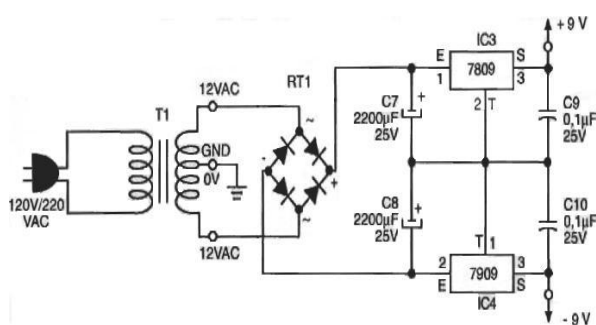 +9 V
IC3
E
7809
S
1
3
2
T
12VAC
RT1
T1
~
C7
2200µF
25V
+
C9
0,1µF
25V
GND
0V
-
+
120V/220
VAC
~
C8
2200µF
25V
+
C10
0,1µF
25V
12VAC
T
1
2
7909
3
E
S
IC4
- 9 V